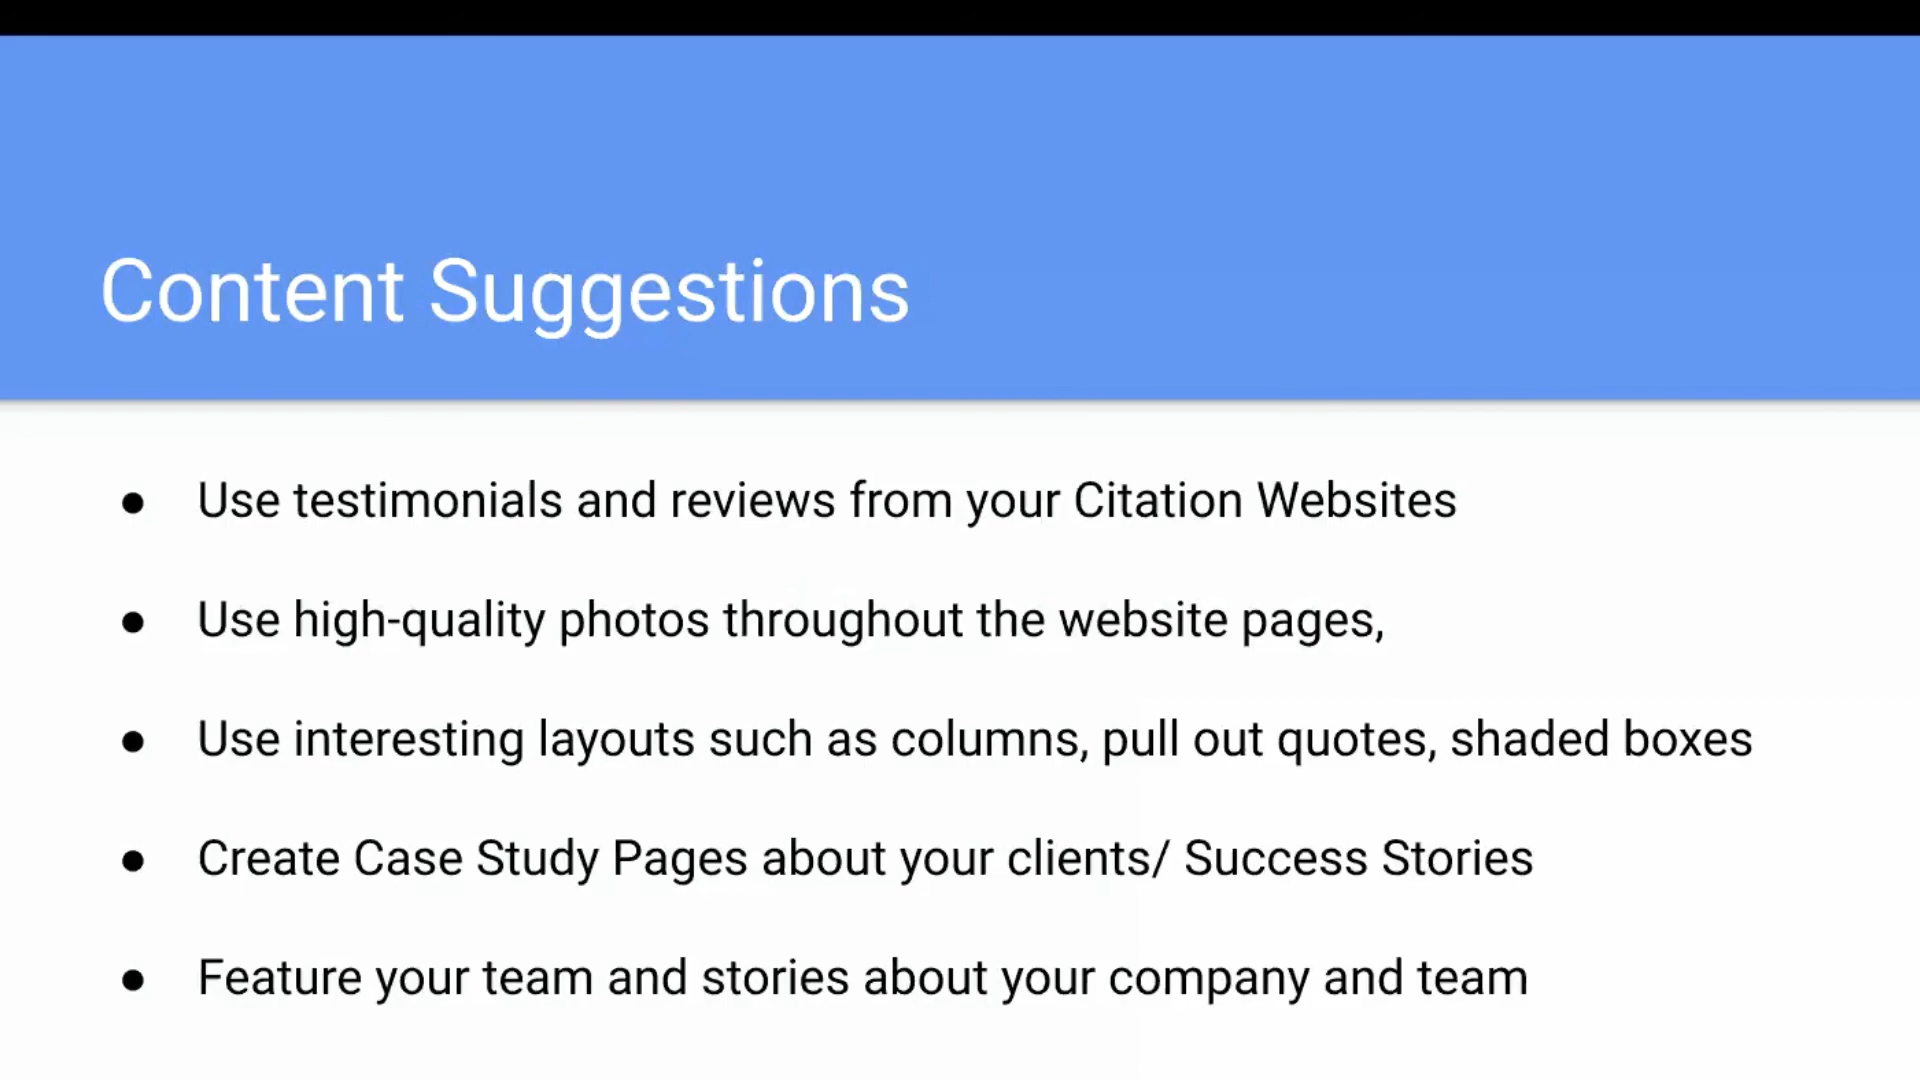 Content Suggestions
● Use testimonials and reviews from your Citation Websites
● Use high-quality photos throughout the website pages,
● Use interesting layouts such as columns, pull out quotes, shaded boxes
● Create Case Study Pages about your clients/ Success Stories
● Feature your team and stories about your company and team